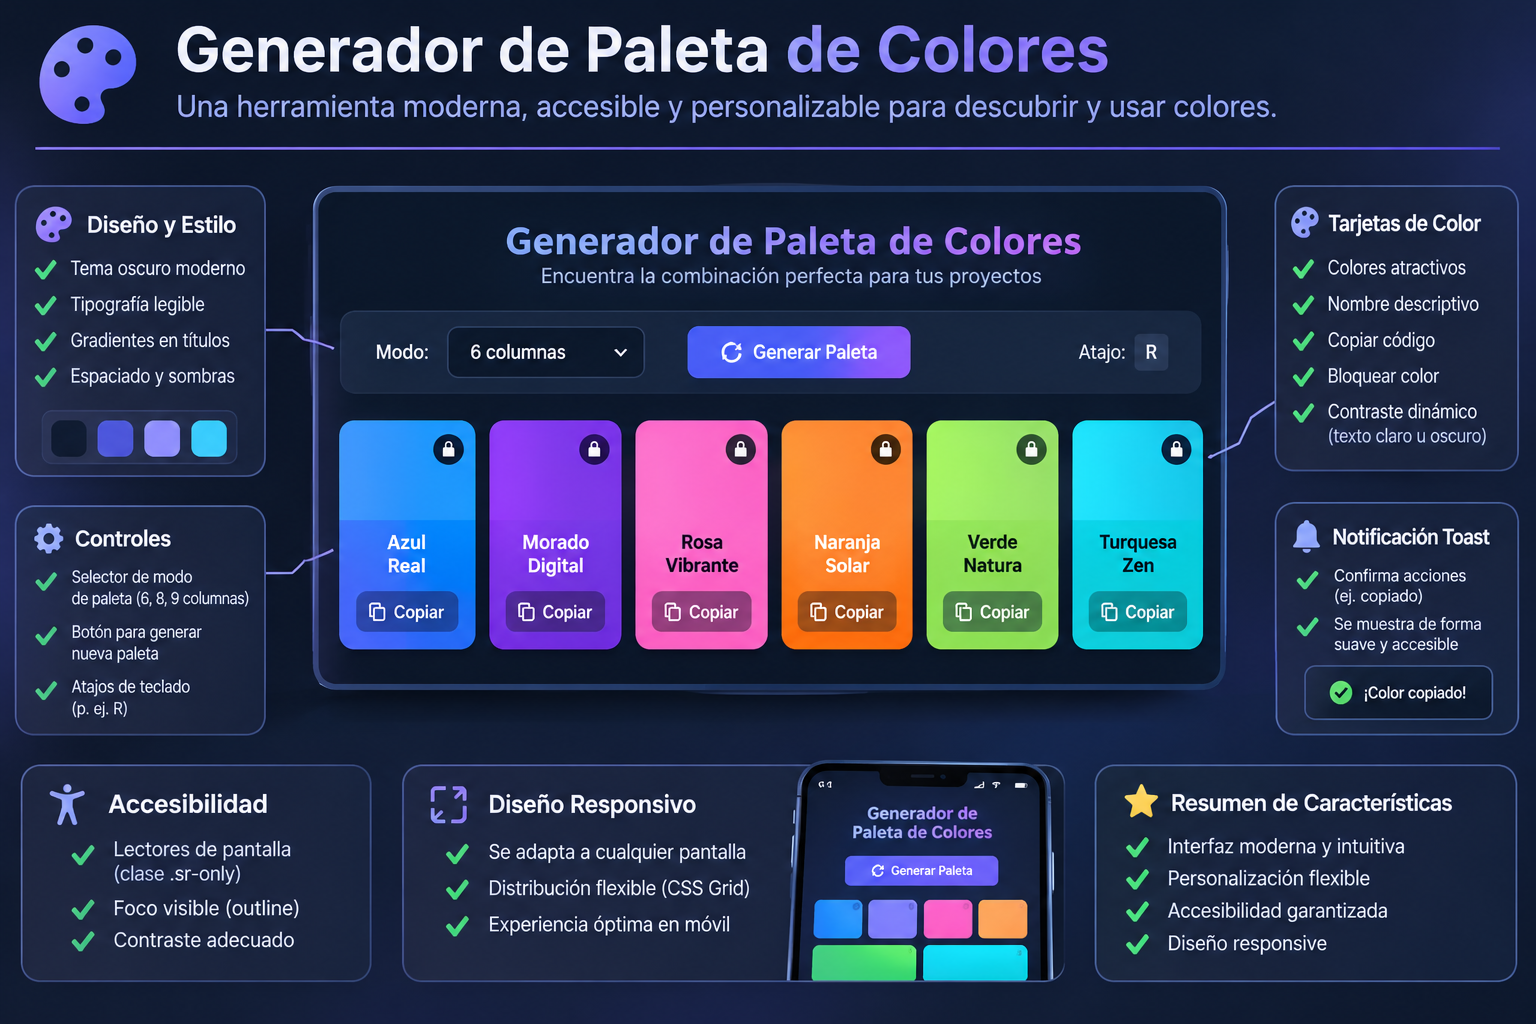 Generador de Paleta de Colores
Una herramienta moderna, accesible y personalizable para descubrir y usar colores.
Diseño y Estilo
Tema oscuro moderno
Tipografía legible
Gradientes en títulos
Espaciado y sombras
Controles
Selector de modo
de paleta (6, 8, 9 columnas)
Botón para generar
nueva paleta
Atajos de teclado
(p. ej. R)
Generador de Paleta de Colores
Encuentra la combinación perfecta para tus proyectos
Modo:
6 columnas
Generar Paleta
Atajo:
R
Azul
Real
Copiar
Morado
Digital
Copiar
Rosa
Vibrante
Copiar
Naranja
Solar
Copiar
Verde
Natura
Copiar
Turquesa
Zen
Copiar
Tarjetas de Color
Colores atractivos
Nombre descriptivo
Copiar código
Bloquear color
Contraste dinámico
(texto claro u oscuro)
Notificación Toast
Confirma acciones
(ej. copiado)
Se muestra de forma
suave y accesible
¡Color copiado!
Accesibilidad
Lectores de pantalla
(clase .sr-only)
Foco visible (outline)
Contraste adecuado
Diseño Responsivo
Se adapta a cualquier pantalla
Distribución flexible (CSS Grid)
Experiencia óptima en móvil
Generador de
Paleta de Colores
Generar Paleta
Resumen de Características
Interfaz moderna y intuitiva
Personalización flexible
Accesibilidad garantizada
Diseño responsive